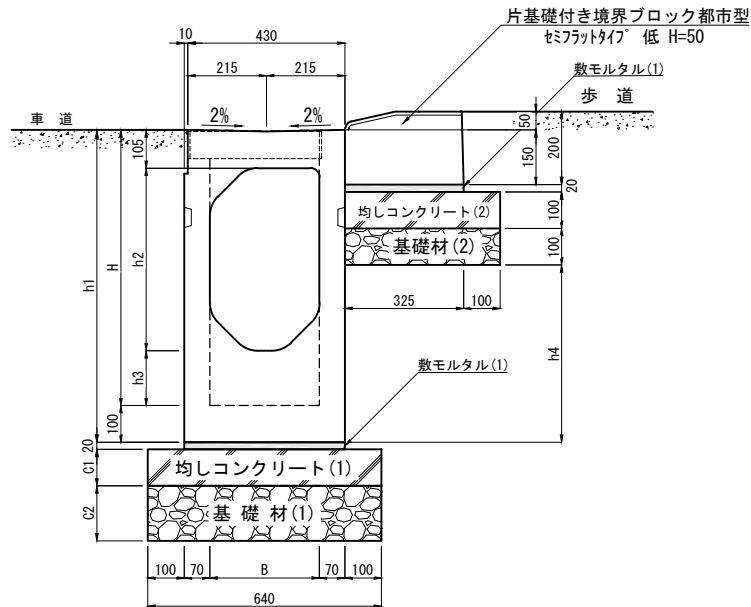 片基礎付き境界ブロック都市型
セミフラットタイプ 低 H=50
敷モルタル(1)
歩 道
車 道
10
430
215
215
2%
2%
50
150
200
20
105
均しコンクリート(2)
100
基礎材(2)
100
325
100
h1
H
h2
h3
h4
敷モルタル(1)
100
20
C1
均しコンクリート(1)
C2
基 礎 材(1)
100
70
B
70
100
640